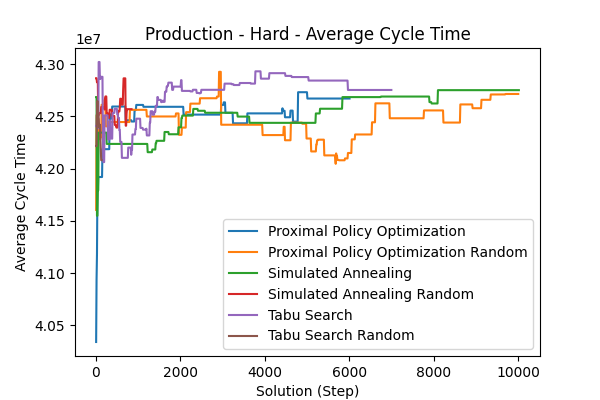 Production - Hard - Average Cycle Time
1e7
4.30
4.25
4.20
4.15
4.10
4.05
Average Cycle Time
Proximal Policy Optimization
Proximal Policy Optimization Random
Simulated Annealing
Simulated Annealing Random
Tabu Search
Tabu Search Random
0 2000 4000 6000 8000 10000
Solution (Step)